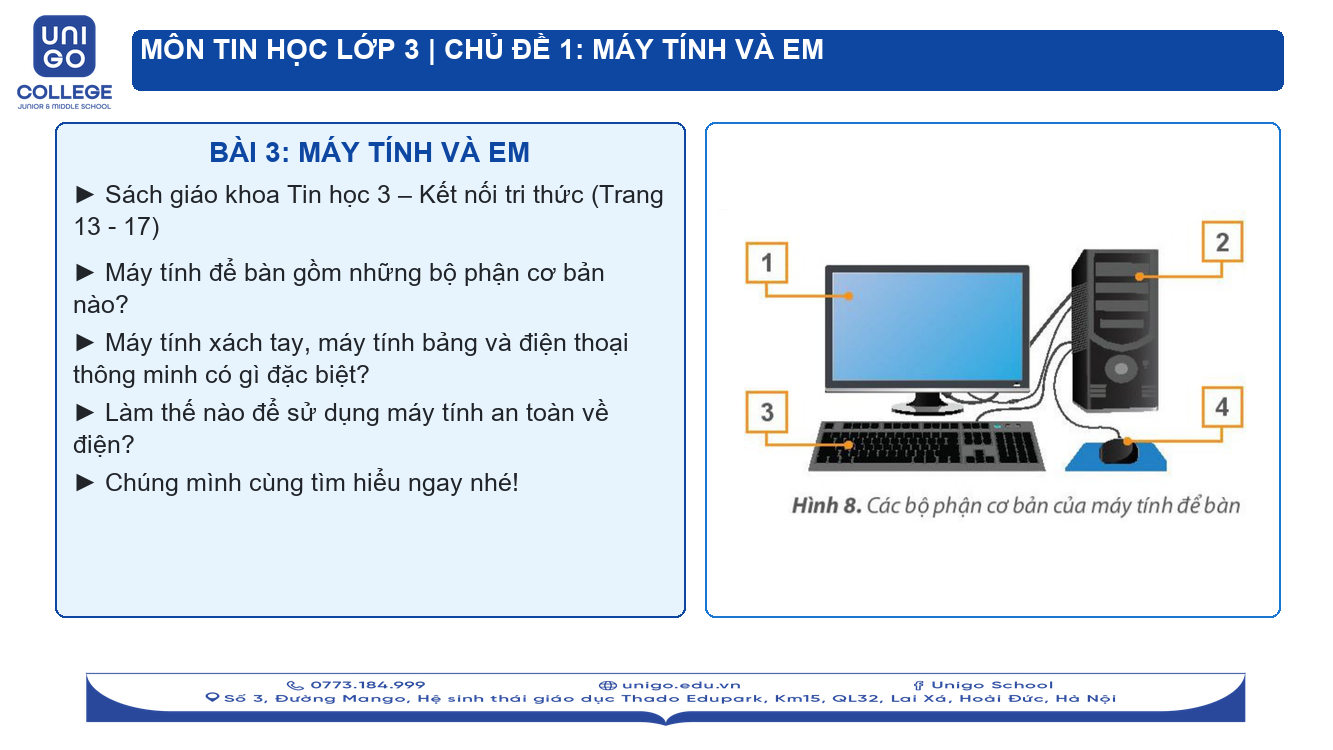 UNI
GO
COLLEGE
JUNIOR & MIDDLE SCHOOL
MÔN TIN HỌC LỚP 3 | CHỦ ĐỀ 1: MÁY TÍNH VÀ EM
BÀI 3: MÁY TÍNH VÀ EM
► Sách giáo khoa Tin học 3 – Kết nối tri thức (Trang
13 - 17)
► Máy tính để bàn gồm những bộ phận cơ bản
nào?
► Máy tính xách tay, máy tính bảng và điện thoại
thông minh có gì đặc biệt?
► Làm thế nào để sử dụng máy tính an toàn về
điện?
► Chúng mình cùng tìm hiểu ngay nhé!
1
2
3
4
Hình 8. Các bộ phận cơ bản của máy tính để bàn
0773.184.999
unigo.edu.vn
Unigo School
Số 3, Đường Mango, Hệ sinh thái giáo dục Thado Edupark, Km15, QL32, Lai Xá, Hoài Đức, Hà Nội